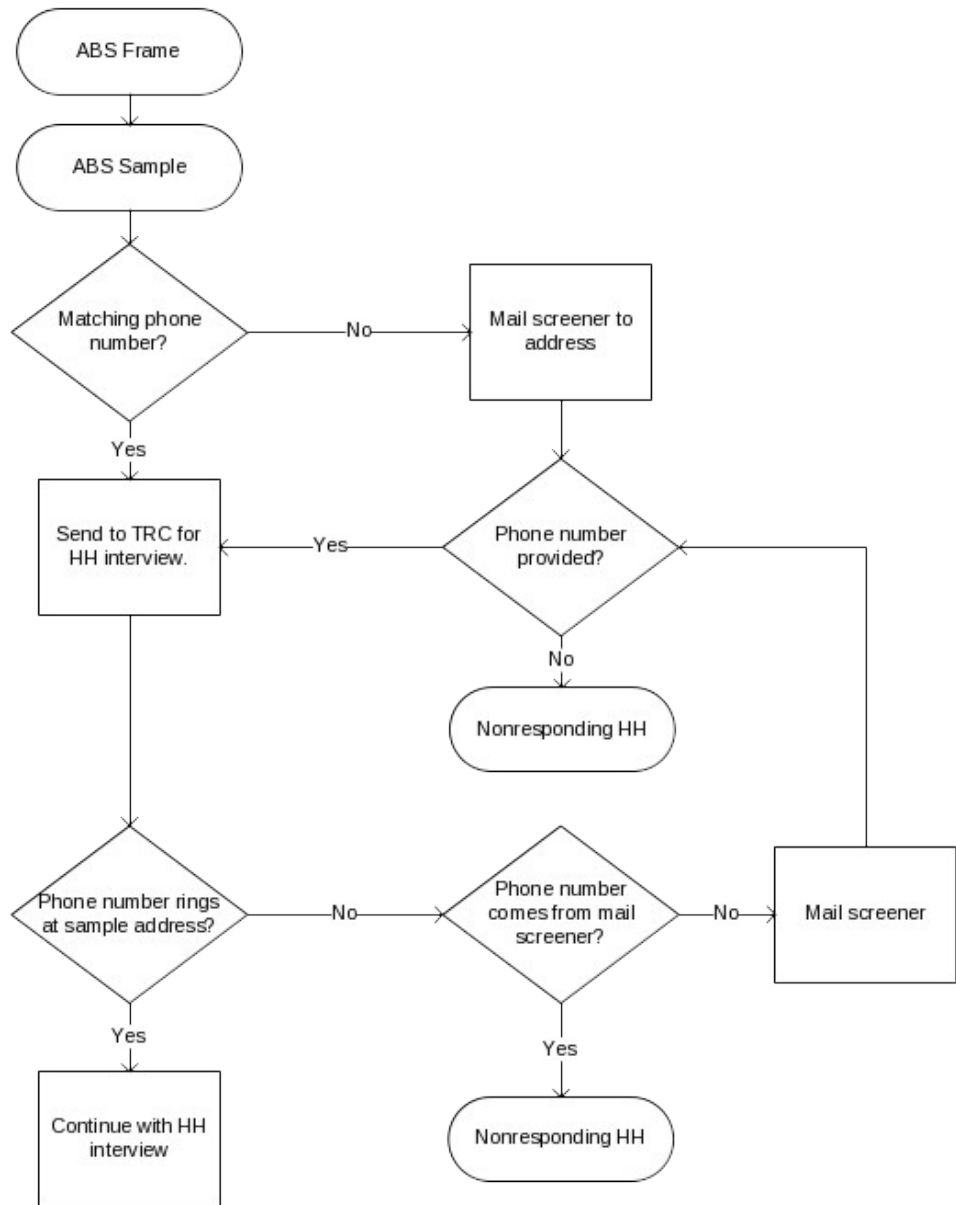 ABS Frame
ABS Sample
Matching phone
number?
No
Mail screener to
address
Yes
Send to TRC for
HH interview.
Yes
Phone number
provided?
No
Nonresponding HH
Phone number rings
at sample address?
No
Phone number
comes from mail
screener?
No
Mail screener
Yes
Yes
Continue with HH
interview
Nonresponding HH